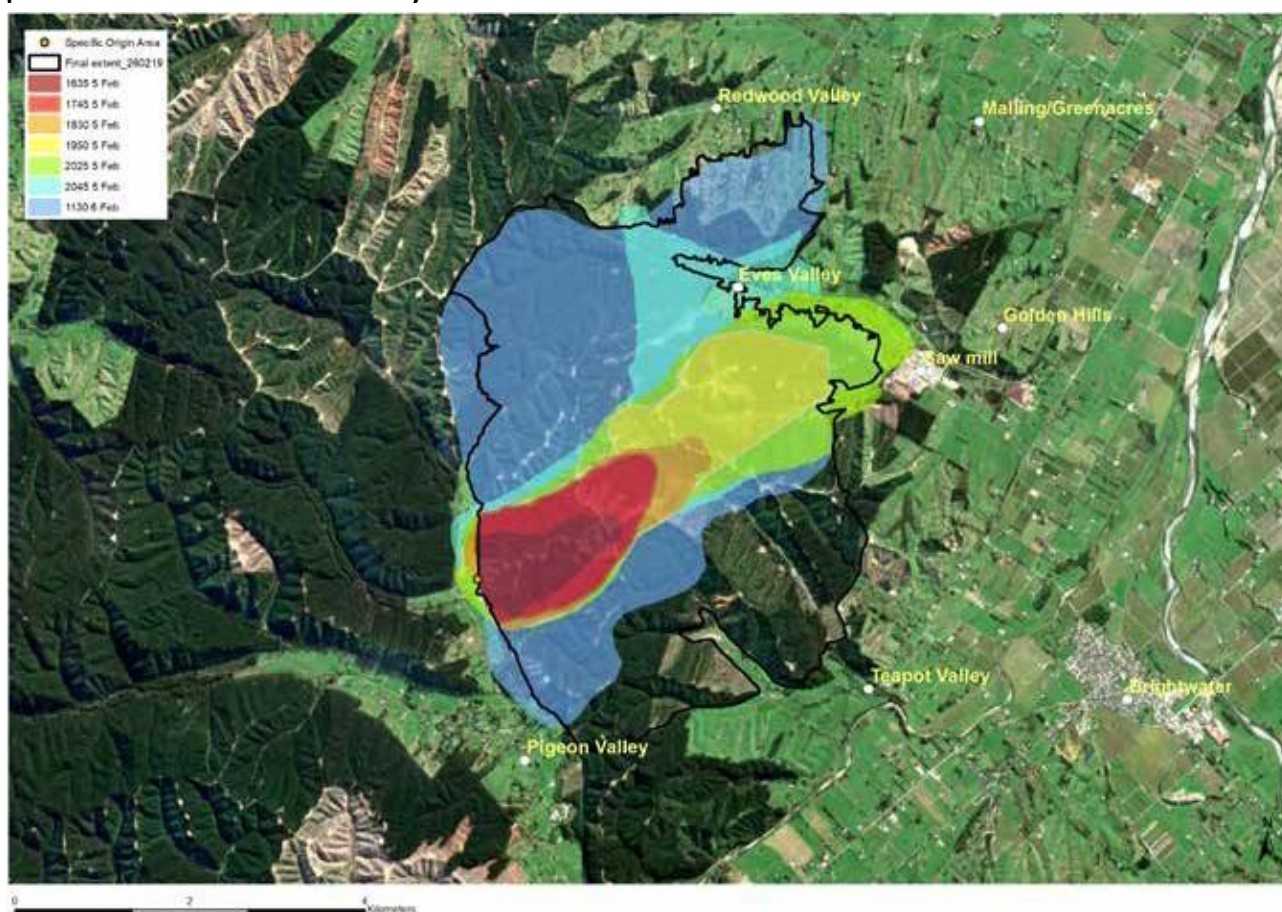 Specific Origin Area
Final extent_260219
1635 5 Feb
1745 5 Feb
1830 5 Feb
1950 5 Feb
2025 5 Feb
2045 5 Feb
1130 6 Feb
Redwood Valley
Malling/Greenacres
Eves Valley
Golden Hills
Saw mill
Teapot Valley
Brightwater
Pigeon Valley
0 2 4
Kilometers